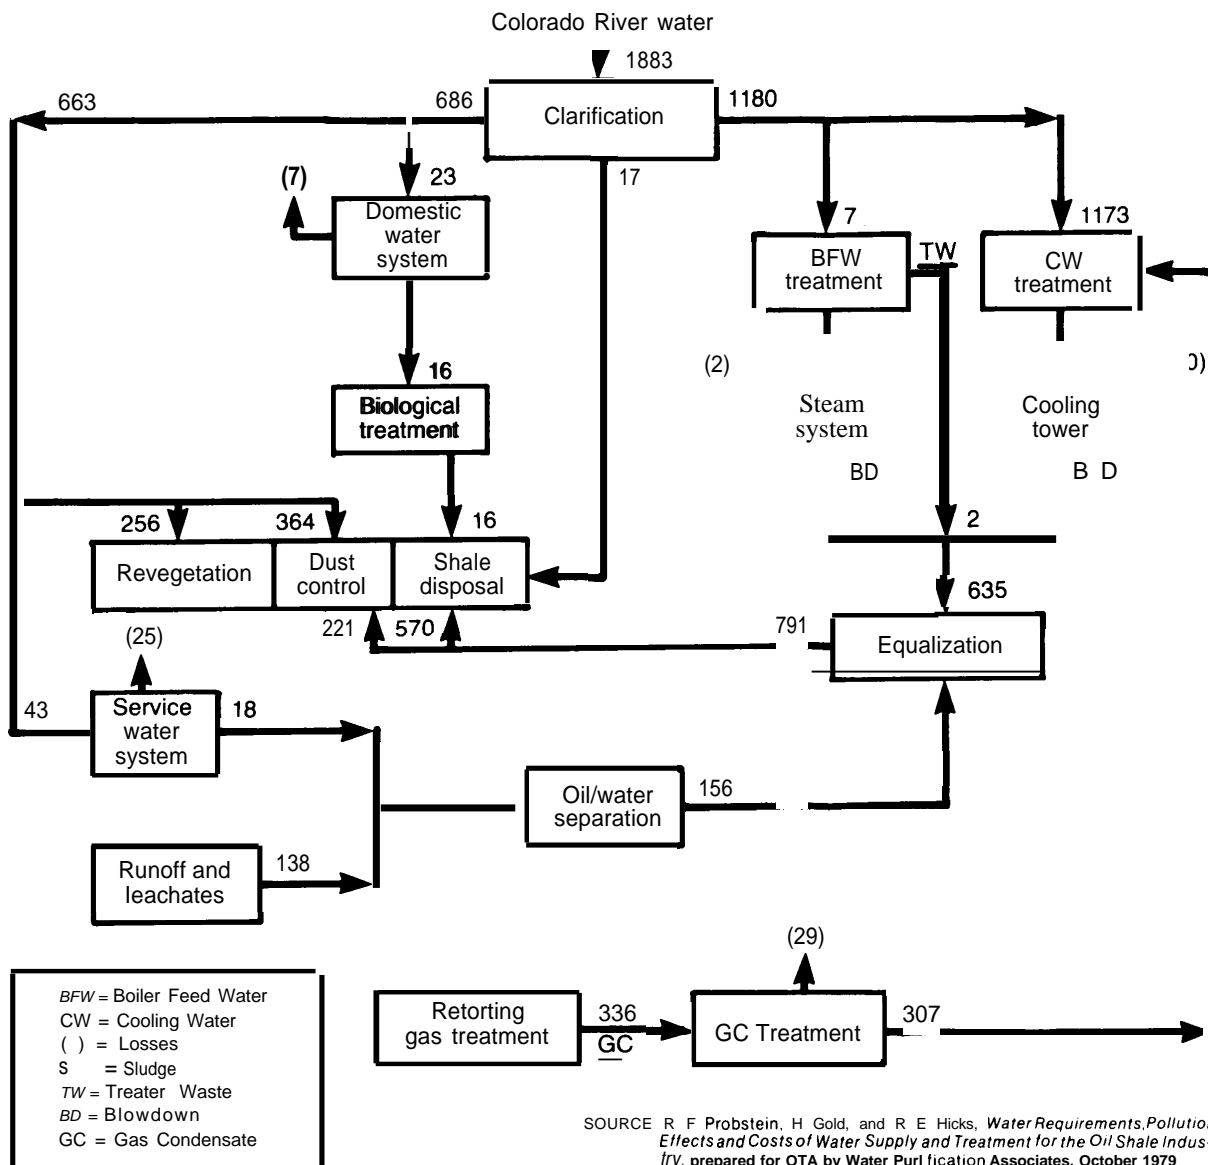 Colorado River water
1883
663
686
Clarification
1180
17
(7)
23
Domestic
water
system
7
BFW
treatment
TW
1173
CW
treatment
(2)
0)
16
Biological
treatment
Steam
system
Cooling
tower
BD
B D
256
364
16
2
Revegetation
Dust
control
Shale
disposal
635
221
570
791
Equalization
(25)
43
Service
water
system
18
Oil/water
separation
156
Runoff and
leachates
138
(29)
BFW = Boiler Feed Water
CW = Cooling Water
( ) = Losses
S = Sludge
TW = Treater Waste
BD = Blowdown
GC = Gas Condensate
Retorting
gas treatment
336
GC
GC Treatment
307
SOURCE R F Probstein, H Gold, and R E Hicks, Water Requirements, Pollution
Effects and Costs of Water Supply and Treatment for the Oil Shale Indus-
try, prepared for OTA by Water Purification Associates, October 1979